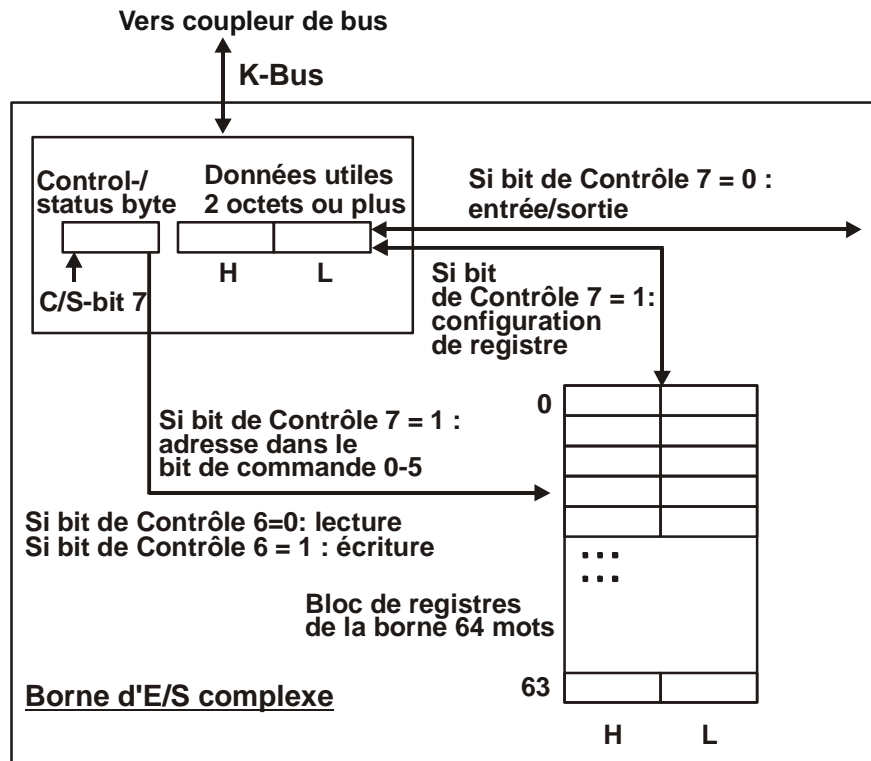 Vers coupleur de bus
K-Bus
Control-/
status byte
Données utiles
2 octets ou plus
H L
C/S-bit 7
Si bit de Contrôle 7 = 0 :
entrée/sortie
Si bit
de Contrôle 7 = 1:
configuration
de registre
Si bit de Contrôle 7 = 1 :
adresse dans le
bit de commande 0-5
Si bit de Contrôle 6=0: lecture
Si bit de Contrôle 6 = 1 : écriture
0
...
...
Bloc de registres
de la borne 64 mots
63
H L
Borne d'E/S complexe